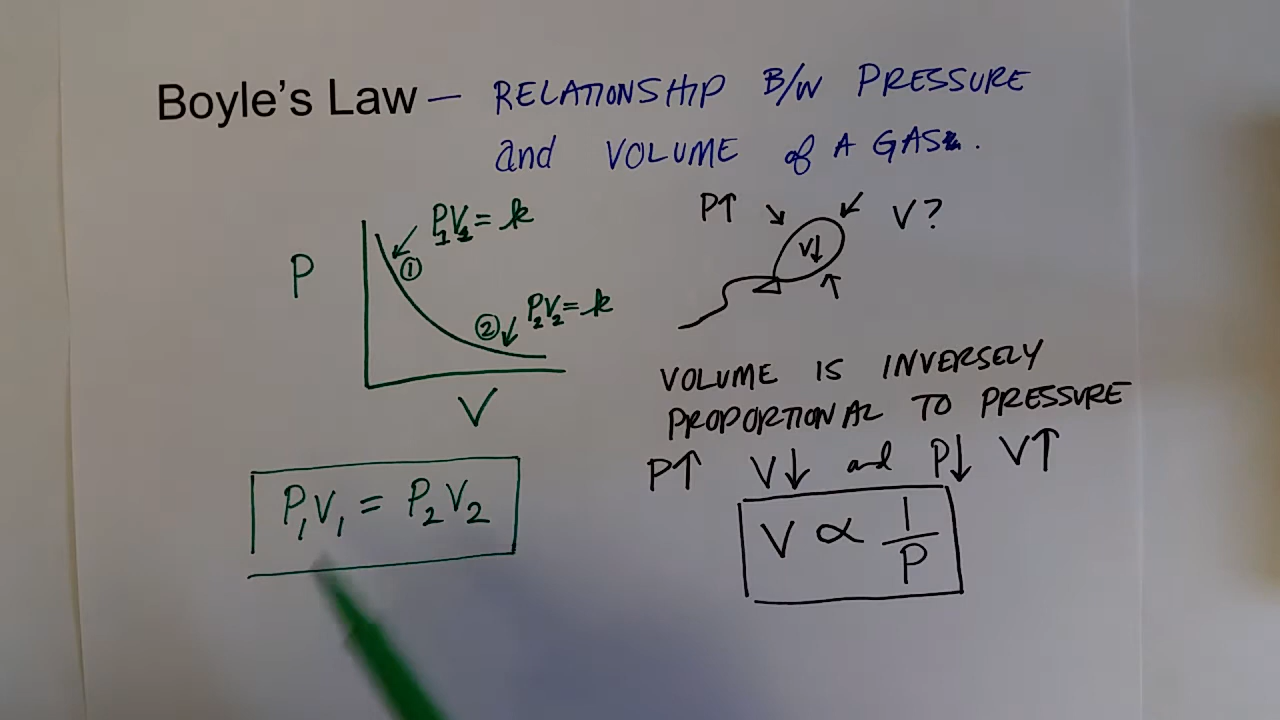 Boyle's Law — RELATIONSHIP B/W PRESSURE
and VOLUME of A GAS.
P₁V₁ = k
①
P
② P₂V₂ = k
V
P₁V₁ = P₂V₂
P↑ V?
V↓
VOLUME IS INVERSELY
PROPORTIONAL TO PRESSURE
P↑ V↓ and P↓ V↑
V ∝ 1/P